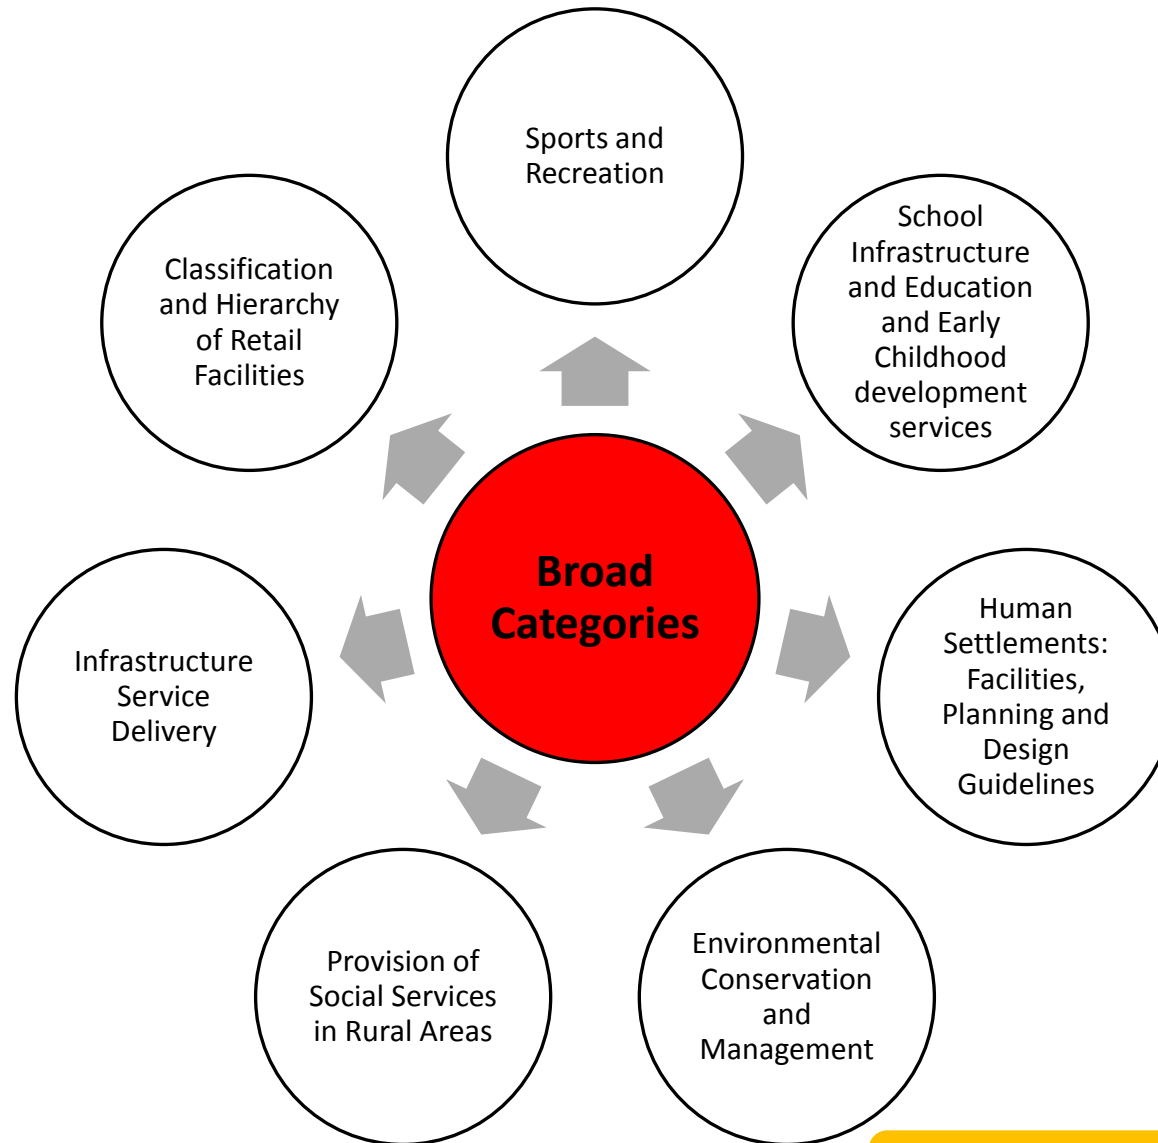 Sports and
Recreation
School
Infrastructure
and Education
and Early
Childhood
development
services
Human
Settlements:
Facilities,
Planning and
Design
Guidelines
Environmental
Conservation
and
Management
Provision of
Social Services
in Rural Areas
Infrastructure
Service
Delivery
Classification
and Hierarchy
of Retail
Facilities
Broad
Categories